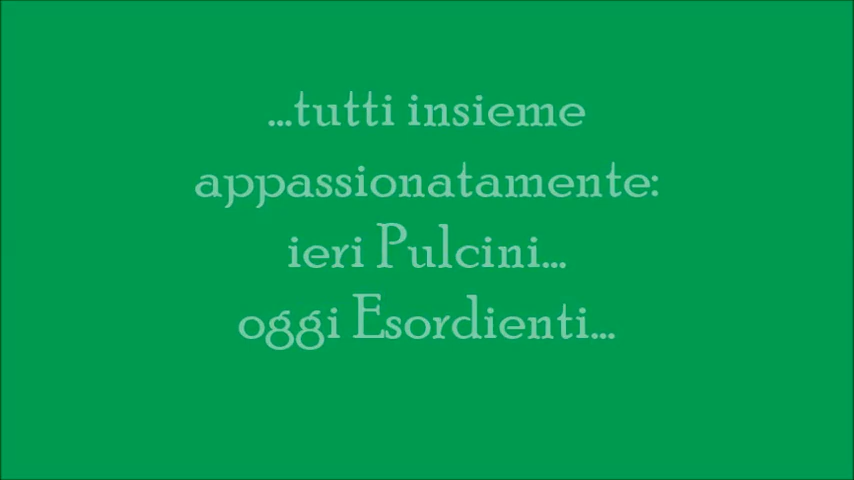 ...tutti insieme
appassionatamente:
ieri Pulcini...
oggi Esordienti...